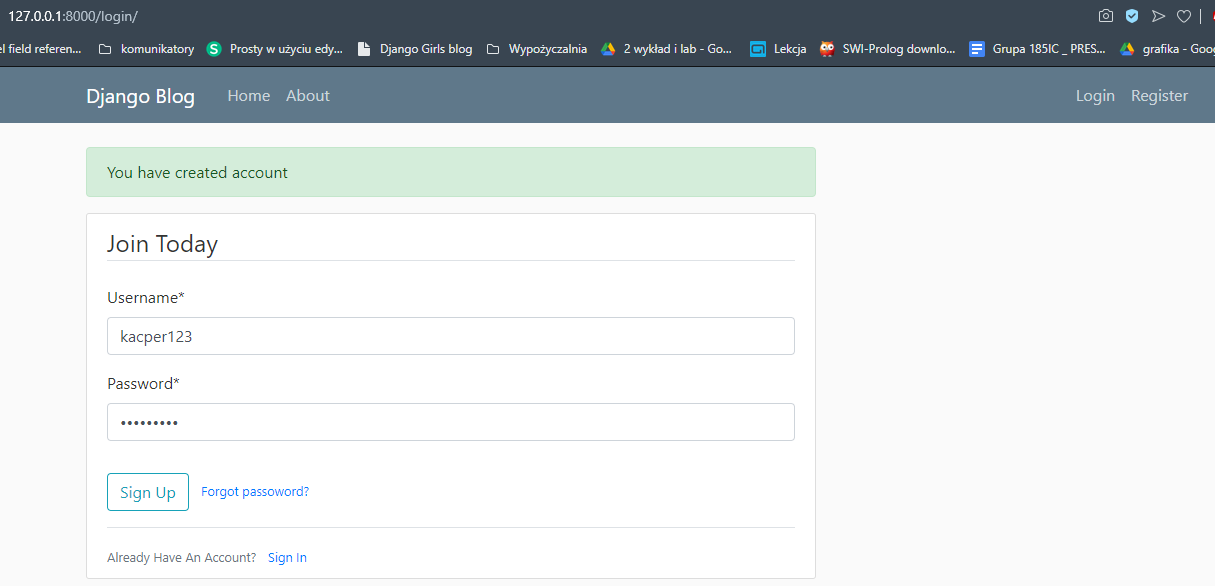 127.0.0.1:8000/login/
el field referen... komunikatory S Prosty w użyciu edy... Django Girls blog Wypożyczalnia 2 wykład i lab - Go... Lekcja SWI-Prolog downlo... Grupa 185IC _ PRES... grafika - Goog
Django Blog Home About Login Register
You have created account
Join Today
Username*
kacper123
Password*
•••••••••
Sign Up Forgot passoword?
Already Have An Account? Sign In